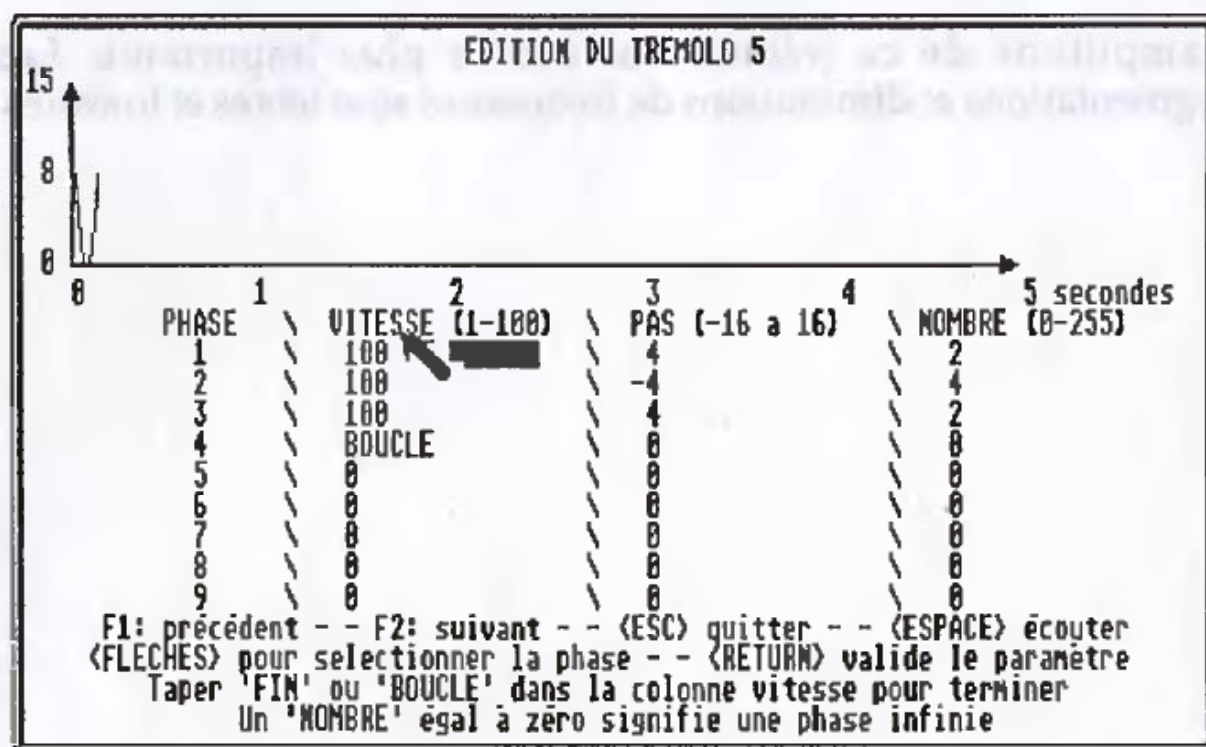 EDITION DU TREMOLO 5
15
8
0
0 1 2 3 4 5 secondes
PHASE \ VITESSE (1-100) \ PAS (-16 a 16) \ NOMBRE (0-255)
1 \ 100 \ 4 \ 2
2 \ 100 \ -4 \ 4
3 \ 100 \ 4 \ 2
4 \ BOUCLE \ 0 \ 0
5 \ 0 \ 0 \ 0
6 \ 0 \ 0 \ 0
7 \ 0 \ 0 \ 0
8 \ 0 \ 0 \ 0
9 \ 0 \ 0 \ 0
F1: précédent - - F2: suivant - - <ESC> quitter - - <ESPACE> écouter
<FLECHES> pour selectionner la phase - - <RETURN> valide le paramètre
Taper 'FIN' ou 'BOUCLE' dans la colonne vitesse pour terminer
Un 'NOMBRE' égal à zéro signifie une phase infinie